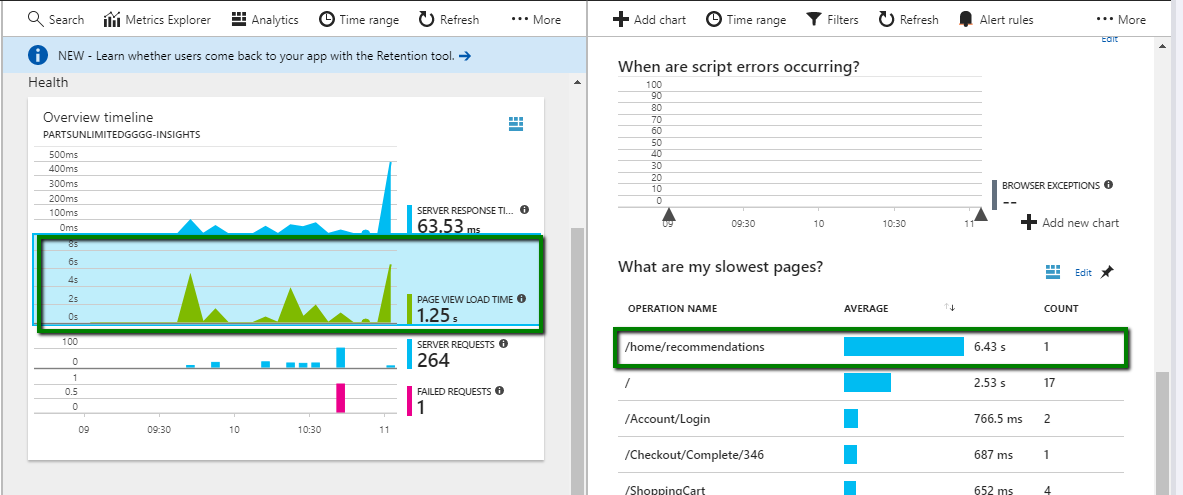 Search
Metrics Explorer
Analytics
Time range
Refresh
More
NEW - Learn whether users come back to your app with the Retention tool.
Health
Overview timeline
PARTSUNLIMITEDGGGG-INSIGHTS
500ms
400ms
300ms
200ms
100ms
0ms
SERVER RESPONSE TI...
63.53 ms
8s
6s
4s
2s
0s
PAGE VIEW LOAD TIME
1.25 s
100
0
SERVER REQUESTS
264
1
0.5
0
FAILED REQUESTS
1
09
09:30
10
10:30
11
Add chart
Time range
Filters
Refresh
Alert rules
More
Edit
When are script errors occurring?
100
90
80
70
60
50
40
30
20
10
0
BROWSER EXCEPTIONS
--
09
09:30
10
10:30
11
Add new chart
What are my slowest pages?
Edit
OPERATION NAME AVERAGE COUNT
/home/recommendations 6.43 s 1
/ 2.53 s 17
/Account/Login 766.5 ms 2
/Checkout/Complete/346 687 ms 1
/ShoppingCart 652 ms 4